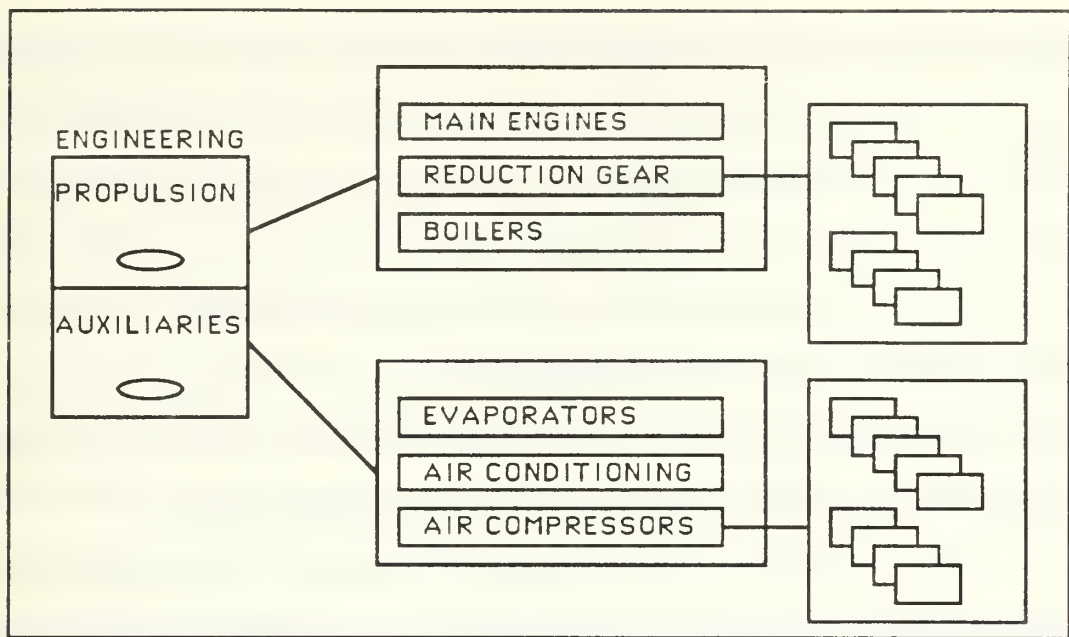 ENGINEERING
PROPULSION
AUXILIARIES
MAIN ENGINES
REDUCTION GEAR
BOILERS
EVAPORATORS
AIR CONDITIONING
AIR COMPRESSORS